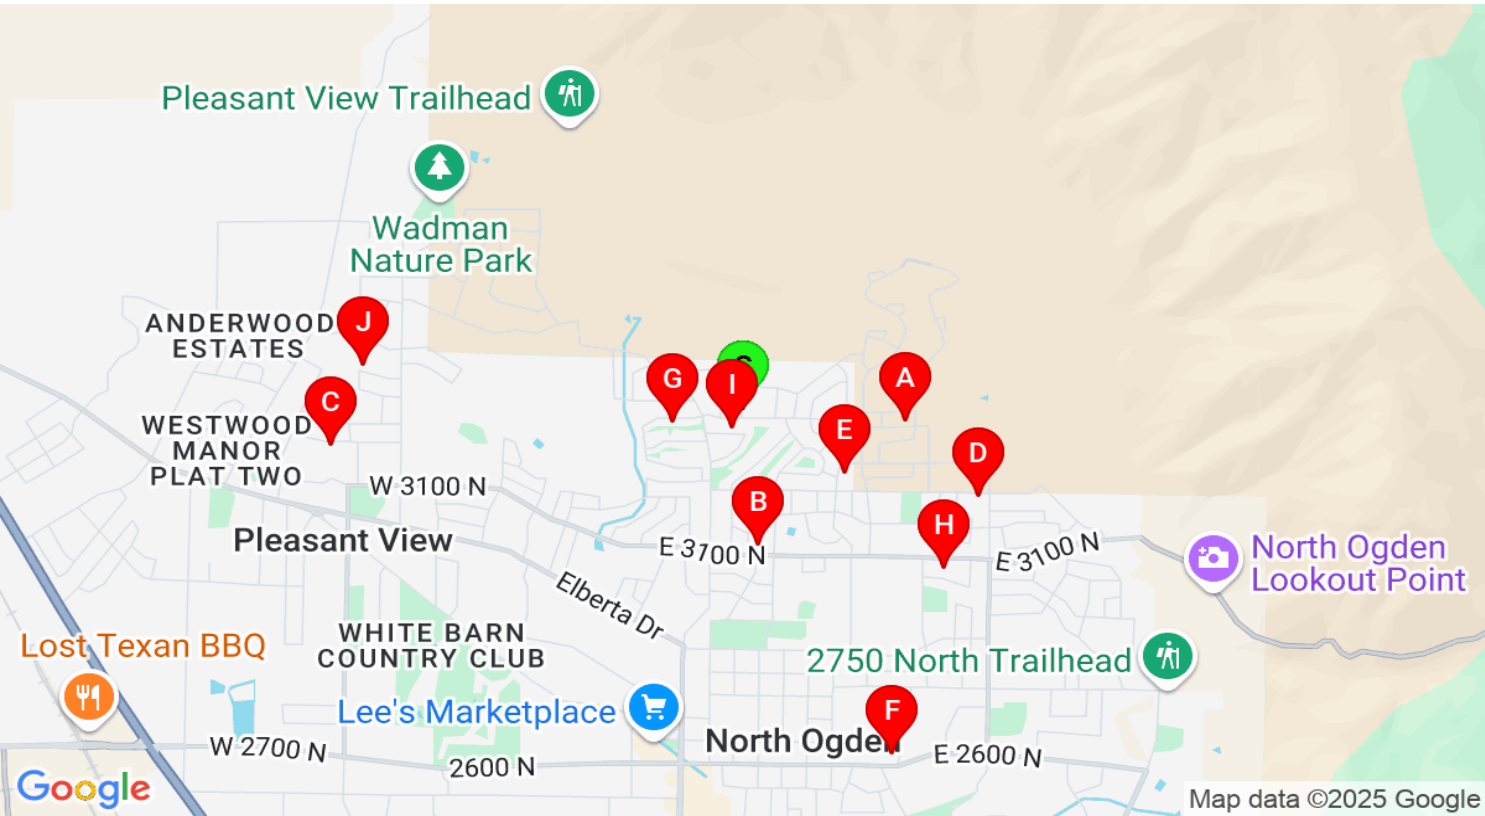 Pleasant View Trailhead
Wadman
Nature Park
ANDERWOOD
ESTATES
J
G
I
A
C
E
D
WESTWOOD
MANOR
PLAT TWO
W 3100 N
B
H
Pleasant View
E 3100 N
E 3100 N
North Ogden
Lookout Point
Elberta Dr
WHITE BARN
COUNTRY CLUB
Lost Texan BBQ
2750 North Trailhead
Lee's Marketplace
F
North Ogden
W 2700 N
2600 N
E 2600 N
Google
Map data ©2025 Google